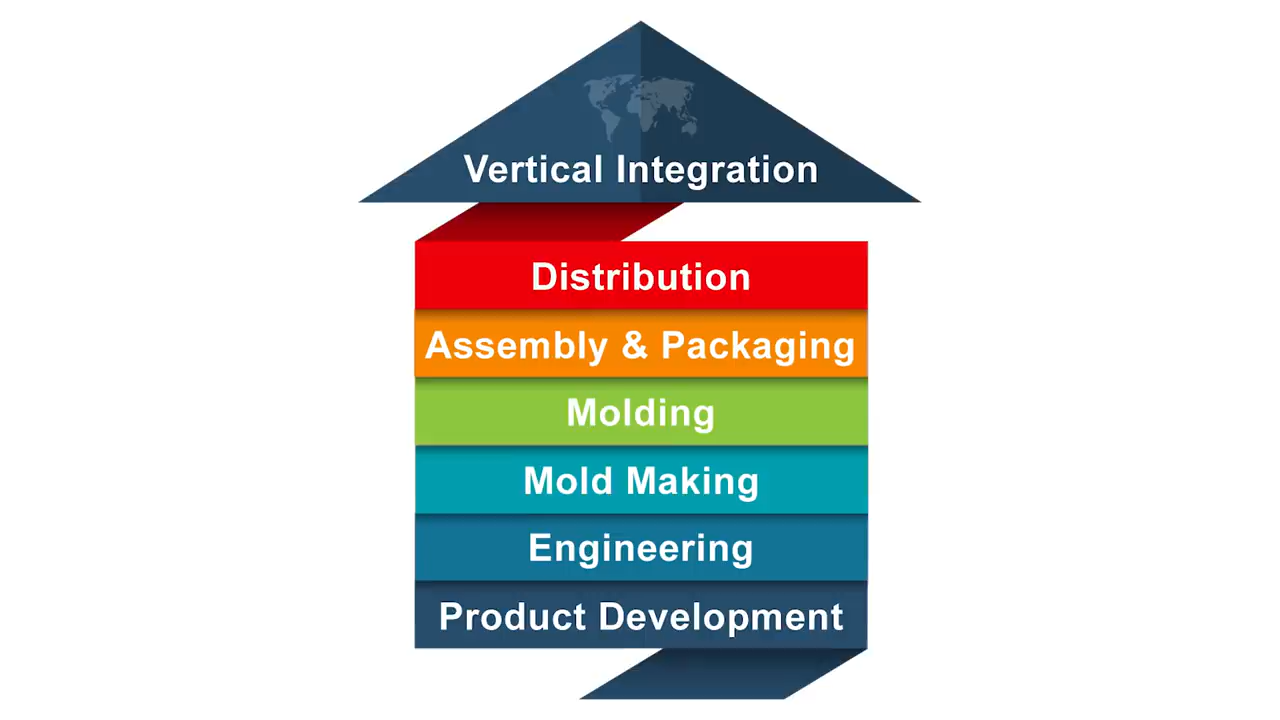 Vertical Integration
Distribution
Assembly & Packaging
Molding
Mold Making
Engineering
Product Development